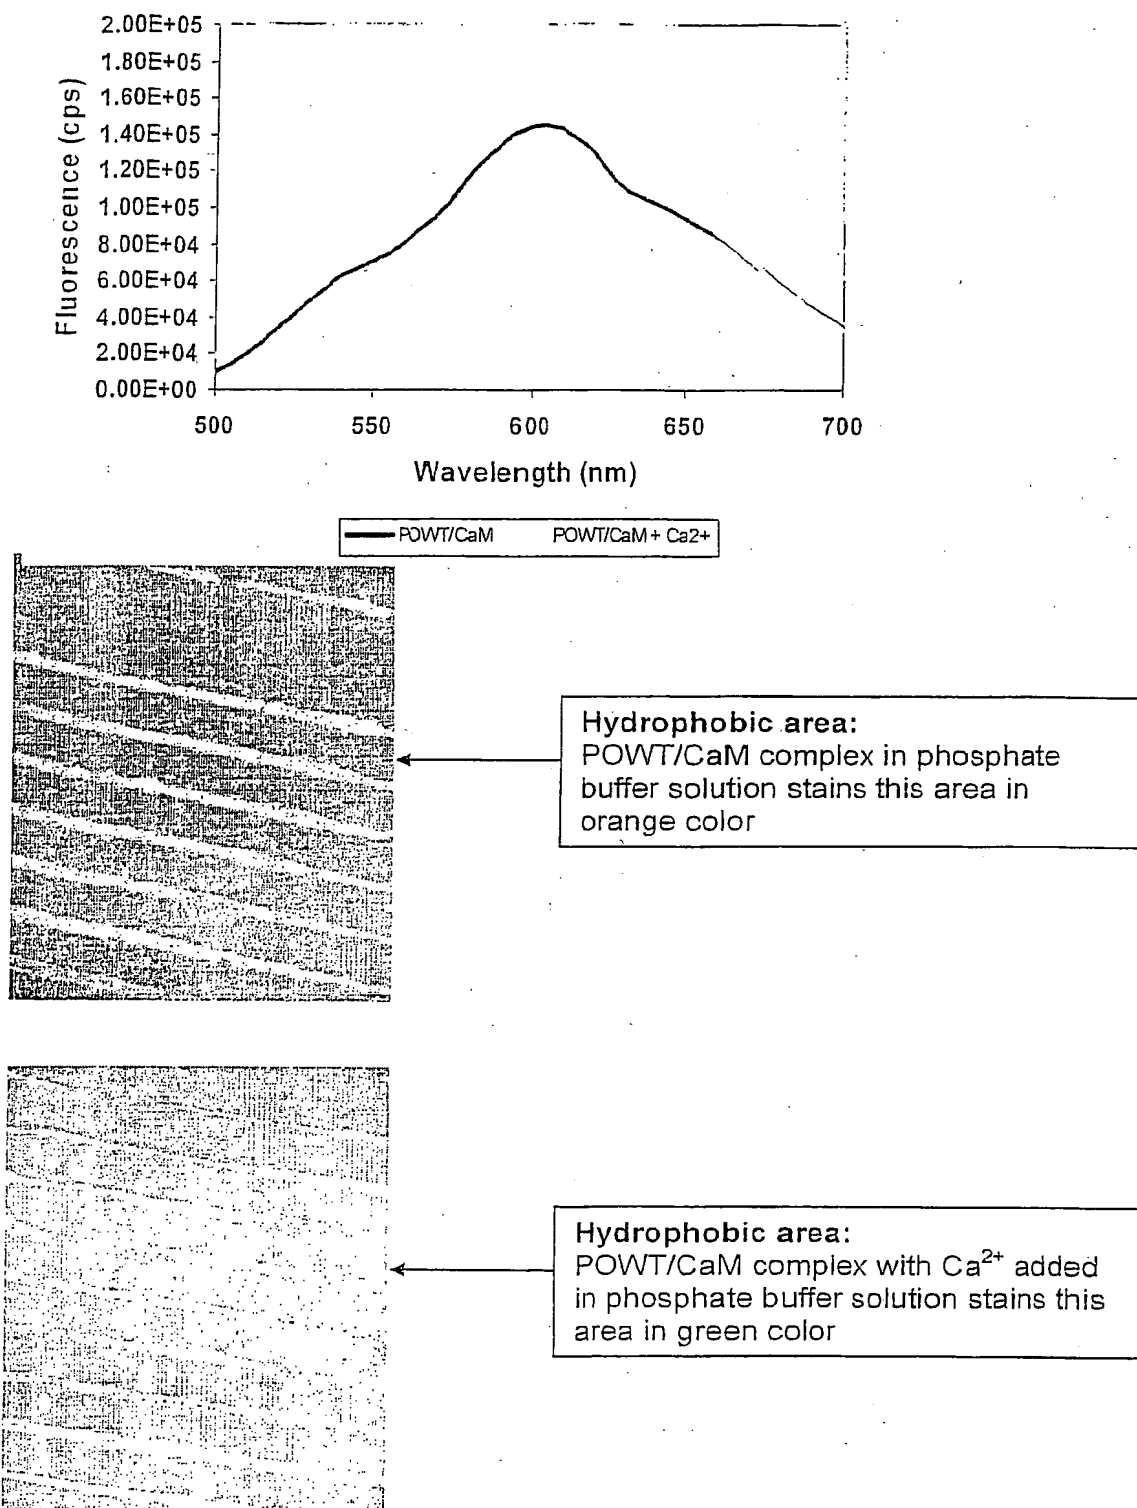 2.00E+05
1.80E+05
1.60E+05
1.40E+05
1.20E+05
1.00E+05
8.00E+04
6.00E+04
4.00E+04
2.00E+04
0.00E+00
Fluorescence (cps)
500 550 600 650 700
Wavelength (nm)
POWT/CaM POWT/CaM + Ca2+
Hydrophobic area:
POWT/CaM complex in phosphate
buffer solution stains this area in
orange color
Hydrophobic area:
POWT/CaM complex with Ca²⁺ added
in phosphate buffer solution stains this
area in green color